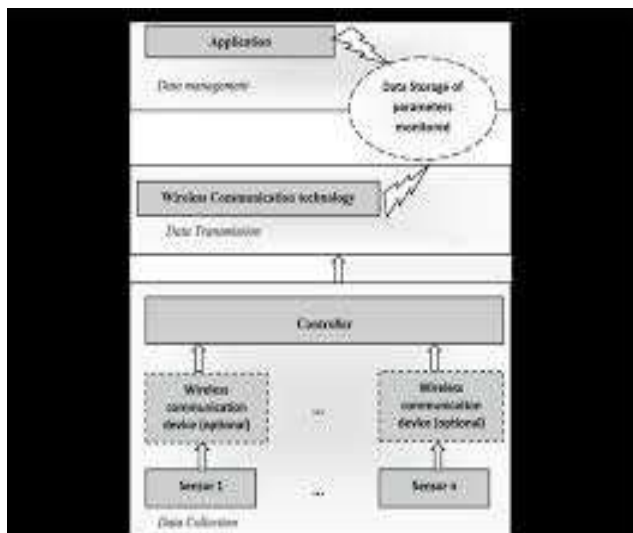 Application
Data management
Data Storage of
parameters
monitored
Wireless Communication technology
Data Transmission
Controller
Wireless
communication
device (optional)
...
Wireless
communication
device (optional)
Sensor 1
...
Sensor n
Data Collection